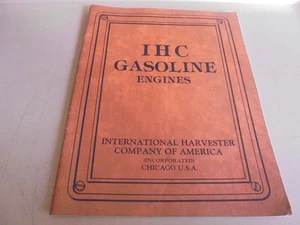 IHC
GASOLINE
ENGINES
INTERNATIONAL HARVESTER
COMPANY OF AMERICA
(INCORPORATED)
CHICAGO U.S.A.